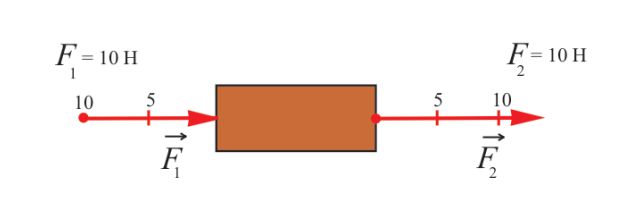 F₁ = 10 Н
F₂ = 10 Н
10 5
5 10
F₁
F₂